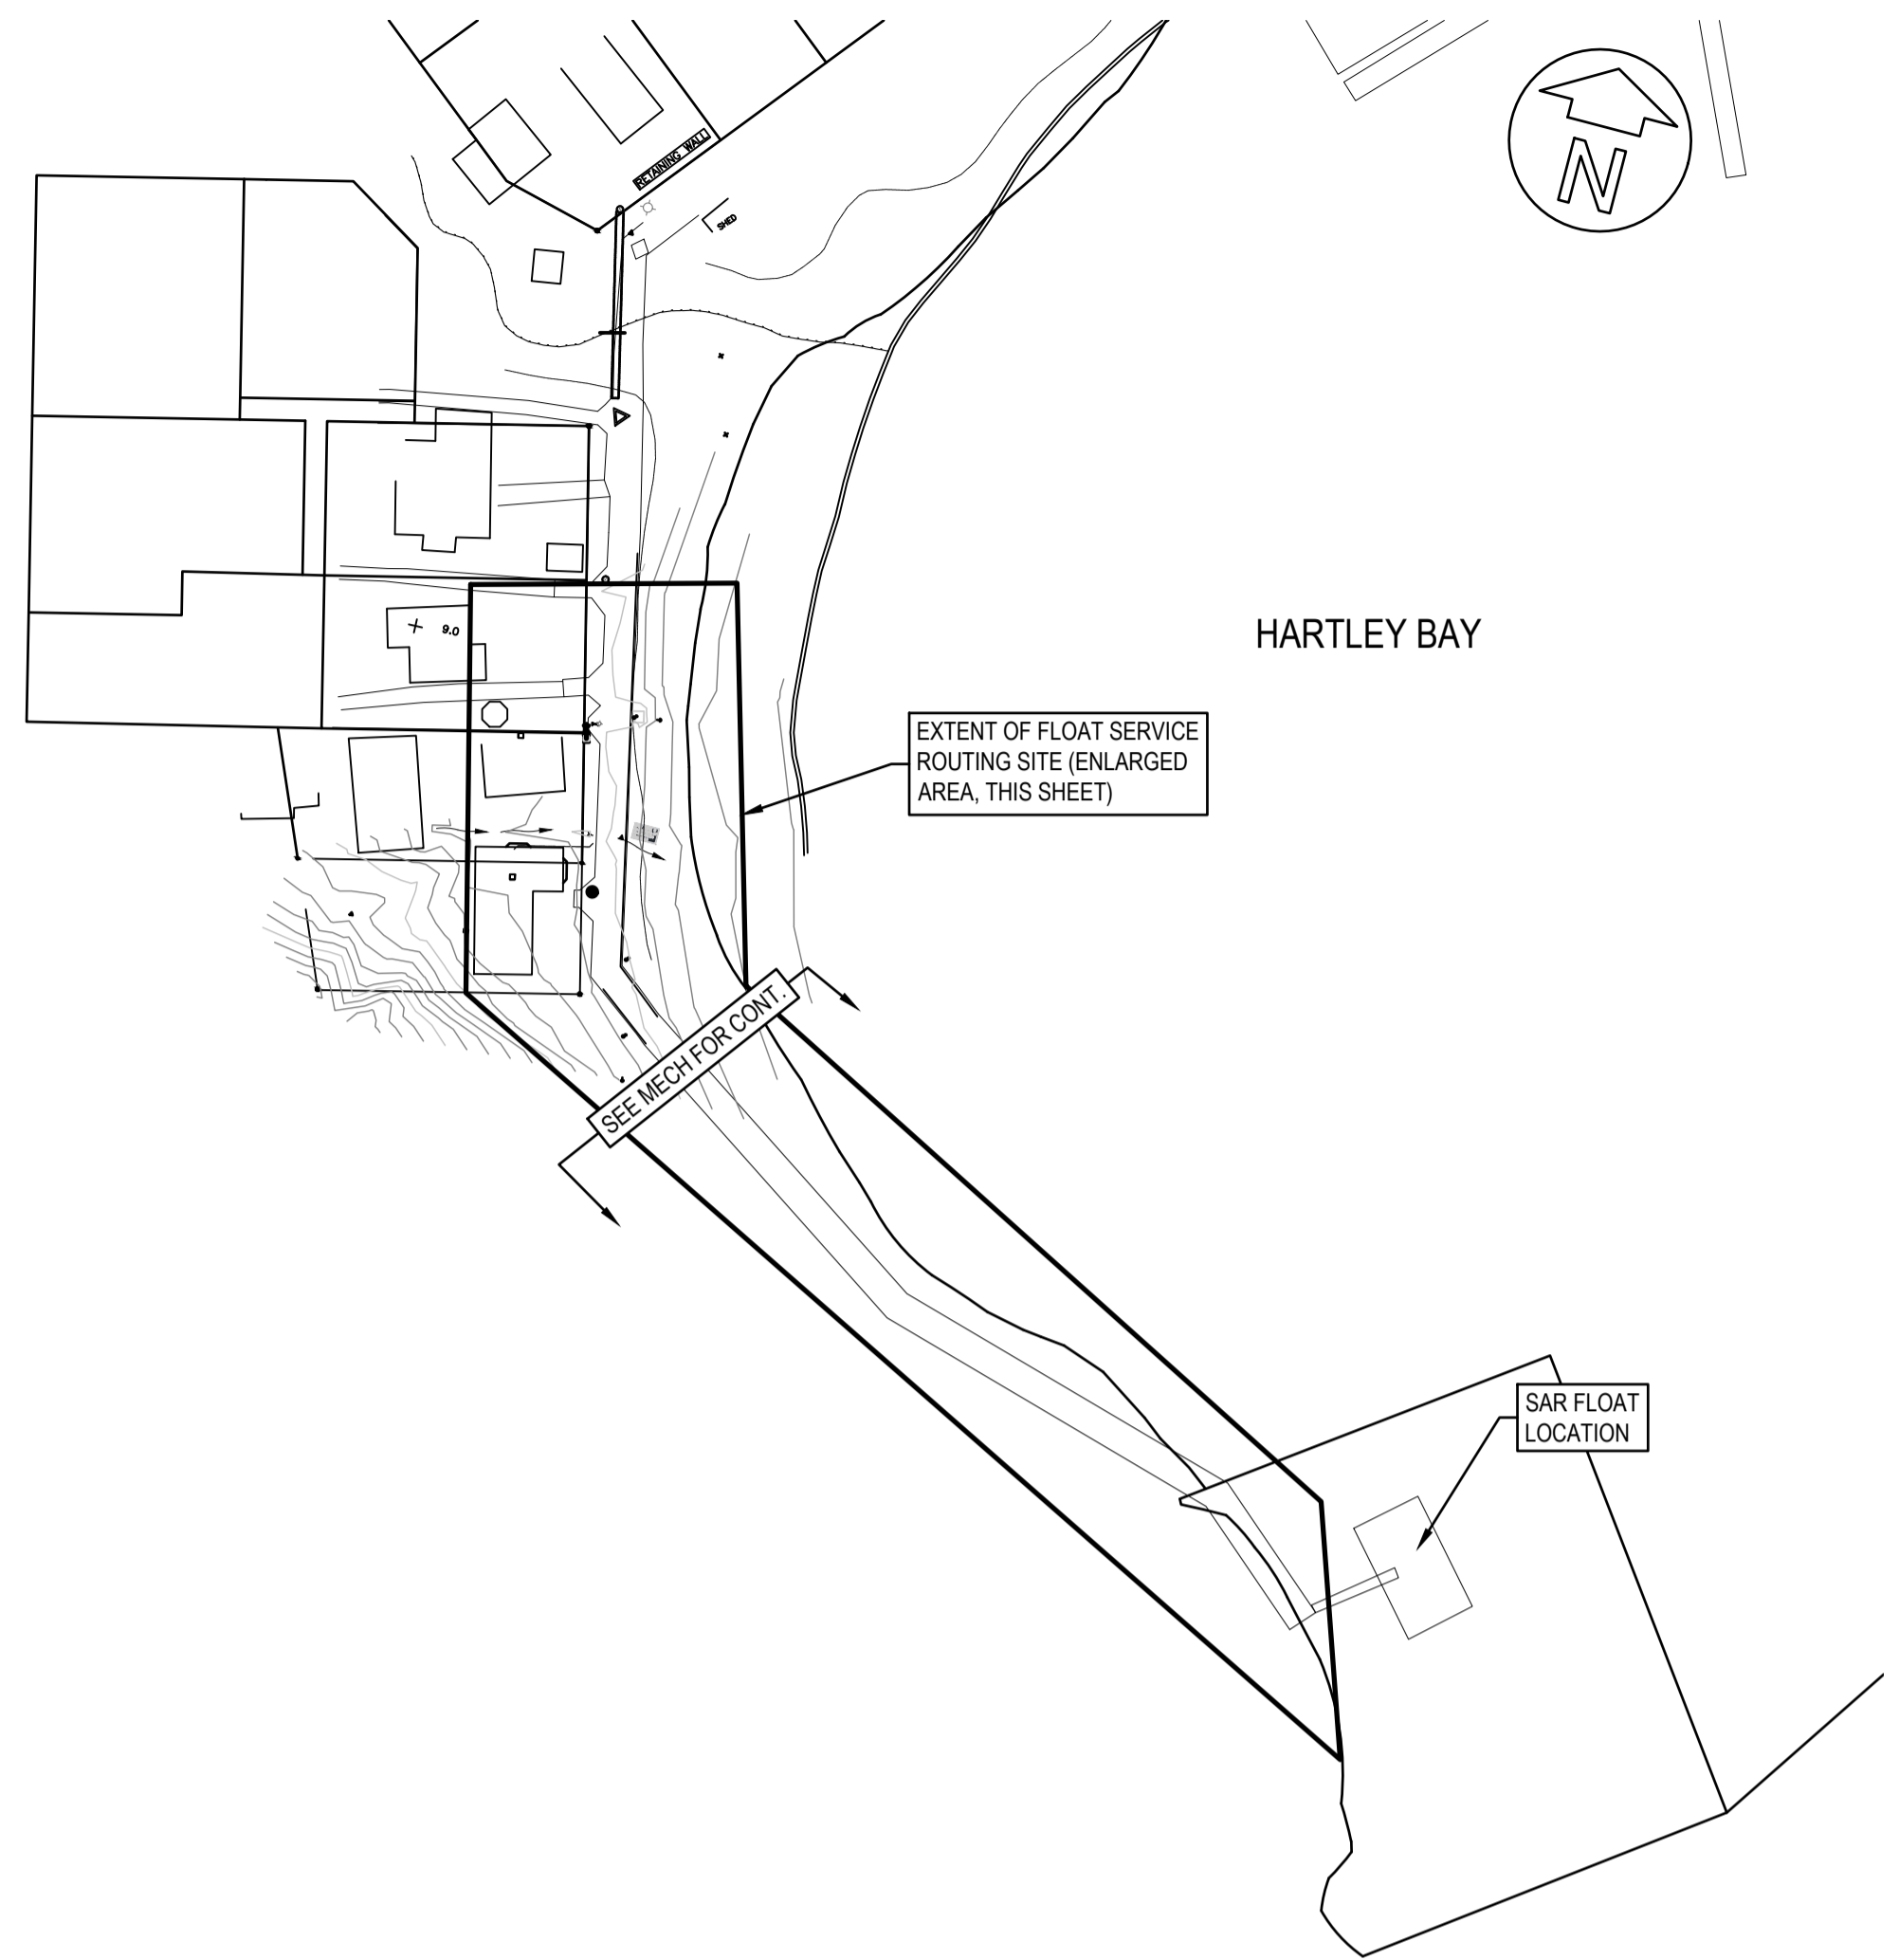 N
RETAINING WALL
SHED
9.0
HARTLEY BAY
EXTENT OF FLOAT SERVICE
ROUTING SITE (ENLARGED
AREA, THIS SHEET)
SEE MECH FOR CONT.
SAR FLOAT
LOCATION